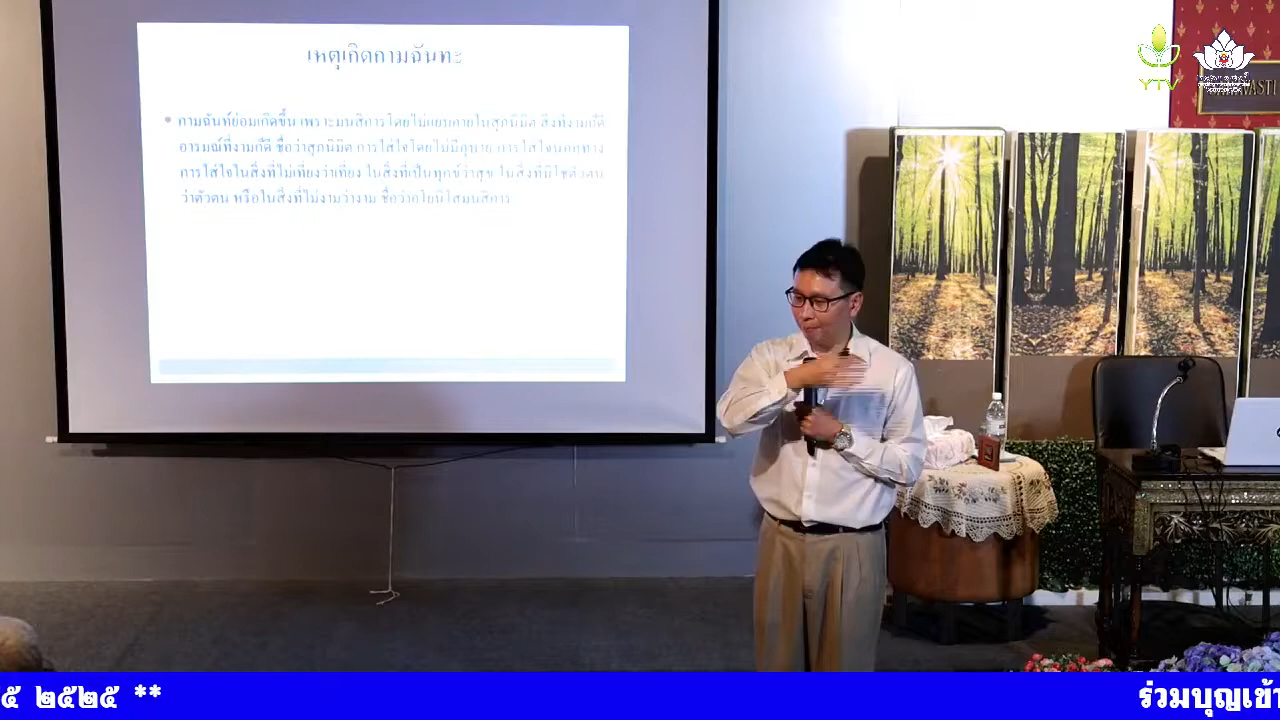 เหตุเกิดกามฉันทะ
กามฉันท์ย่อมเกิดขึ้น เพราะมนสิการโดยไม่แยบคายในสุภนิมิต สิ่งที่งามก็ดี
อารมณ์ที่งามก็ดี ชื่อว่าสุภนิมิต การใส่ใจโดยไม่มีอุบาย การใส่ใจนอกทาง
การใส่ใจในสิ่งที่ไม่เที่ยงว่าเที่ยง ในสิ่งที่เป็นทุกข์ว่าสุข ในสิ่งที่มิใช่ตัวตน
ว่าตัวตน หรือในสิ่งที่ไม่งามว่างาม ชื่อว่าอโยนิโสมนสิการ
YTV
๕ ๒๕๒๕ **
ร่วมบุญเข้า